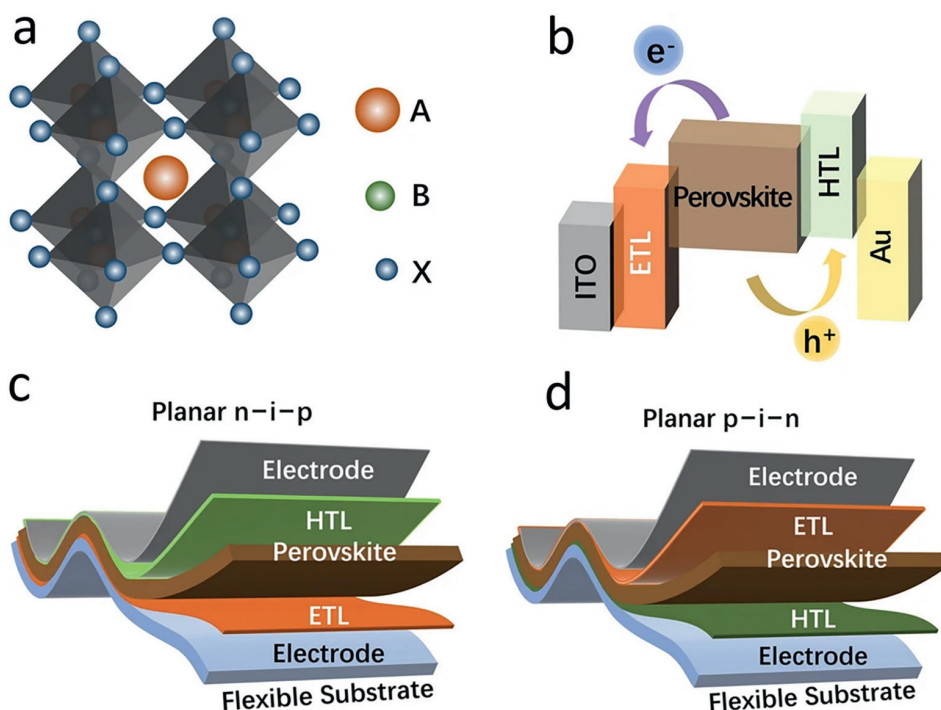 a
A
B
X
b
e⁻
ITO
ETL
Perovskite
HTL
Au
h⁺
c
Planar n–i–p
Electrode
HTL
Perovskite
ETL
Electrode
Flexible Substrate
d
Planar p–i–n
Electrode
ETL
Perovskite
HTL
Electrode
Flexible Substrate